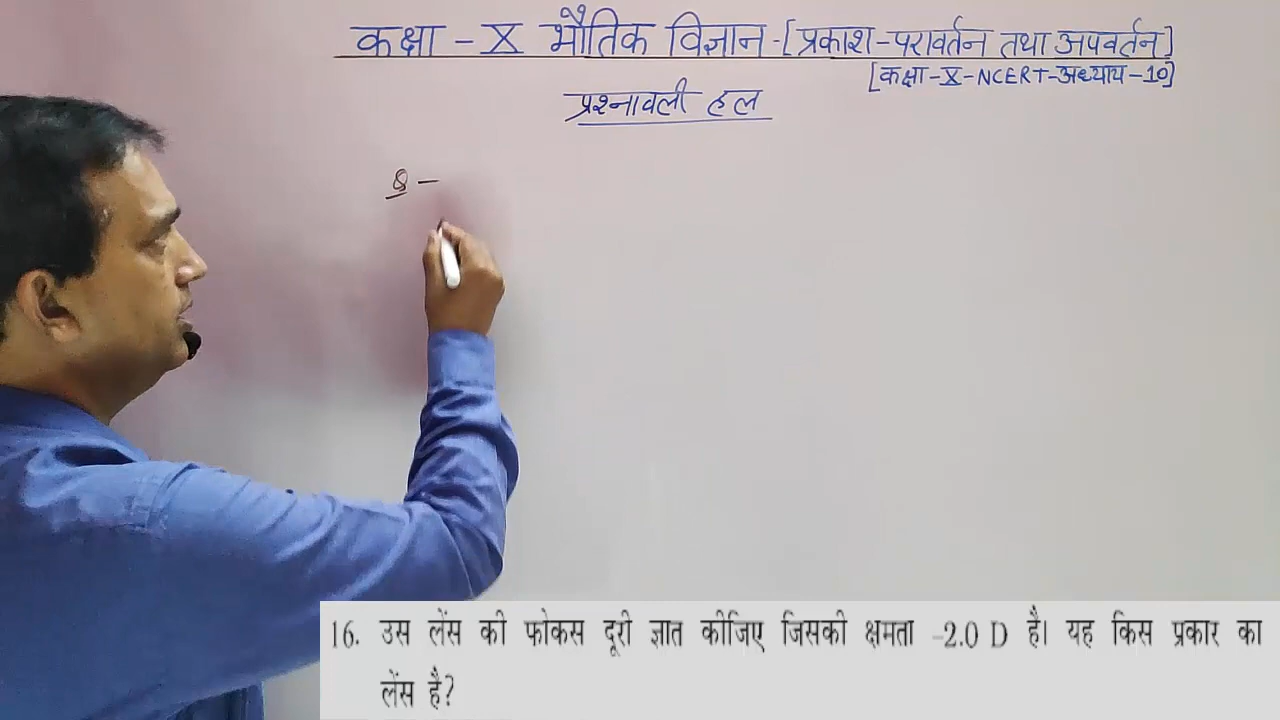 कक्षा - X भौतिक विज्ञान - [प्रकाश-परावर्तन तथा अपवर्तन]
[कक्षा-X-NCERT-अध्याय-10]
प्रश्नावली हल
Q -
16. उस लेंस की फोकस दूरी ज्ञात कीजिए जिसकी क्षमता -2.0 D है। यह किस प्रकार का
लेंस है?